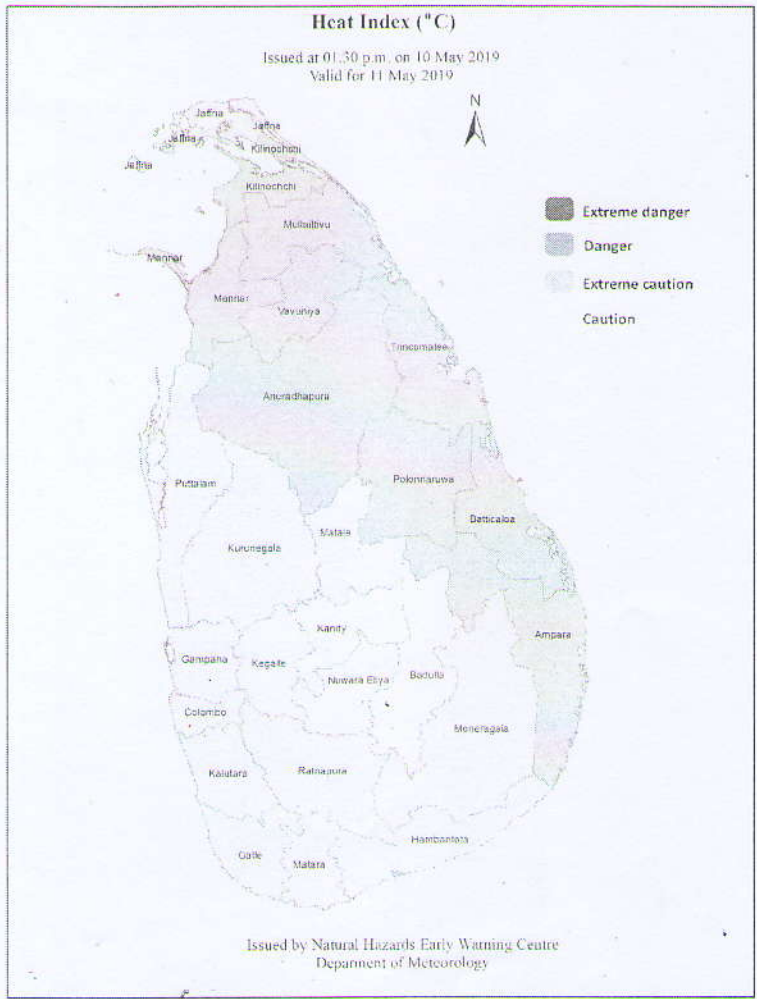 Heat Index (°C)
Issued at 01.30 p.m. on 10 May 2019
Valid for 11 May 2019
N
Jaffna
Jaffna
Jaffna
Kilinochchi
Jaffna
Kilinochchi
Mullaitivu
Mannar
Mannar
Vavuniya
Trincomalee
Anuradhapura
Puttalam
Polonnaruwa
Batticaloa
Matale
Kurunegala
Kandy
Ampara
Gampaha
Kegalle
Nuwara Eliya
Badulla
Colombo
Moneragala
Kalutara
Ratnapura
Hambantota
Galle
Matara
Extreme danger
Danger
Extreme caution
Caution
Issued by Natural Hazards Early Warning Centre
Deparment of Meteorology